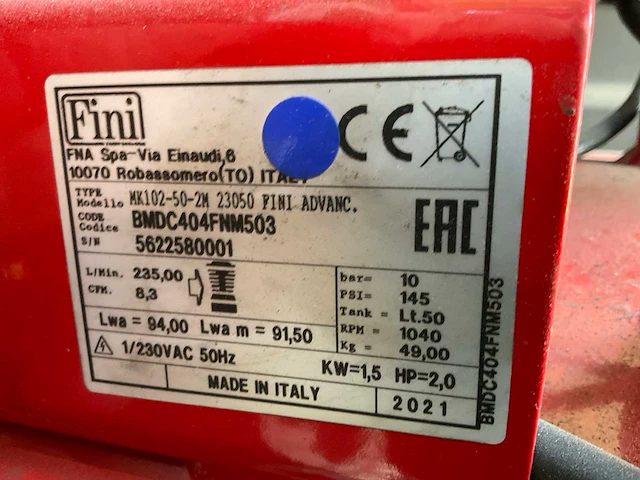 Fini
CE
FNA Spa-Via Einaudi,6
10070 Robassomero(TO) ITALY
TYPE
Modello MK102-50-2M 23050 FINI ADVANC.
CODE
Codice BMDC404FNM503
S/N 5622580001
EAC
L/Min. 235,00
CFM. 8,3
bar= 10
PSI= 145
Tank = Lt.50
RPM = 1040
Kg = 49,00
Lwa = 94,00 Lwa m = 91,50
1/230VAC 50Hz
KW=1,5 HP=2,0
MADE IN ITALY
2021
BMDC404FNM503